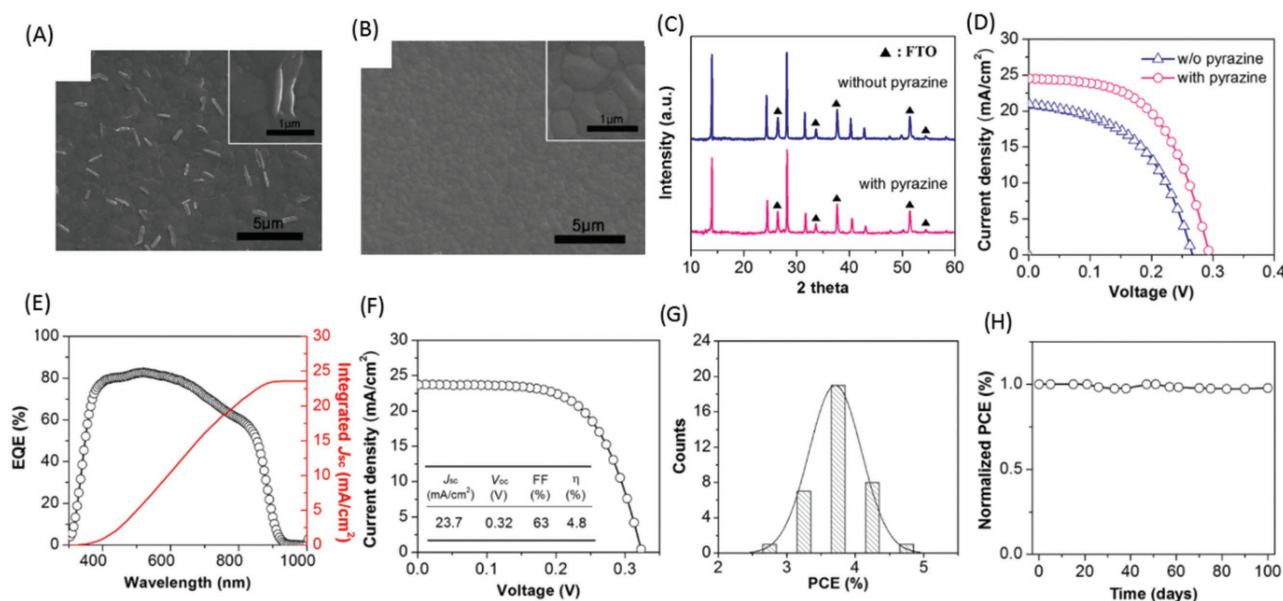 (A)
1μm
5μm
(B)
1μm
5μm
(C)
Intensity (a.u.)
▲ : FTO
without pyrazine
with pyrazine
10 20 30 40 50 60
2 theta
(D)
Current density (mA/cm²)
30
25
20
15
10
5
0
w/o pyrazine
with pyrazine
0.0 0.1 0.2 0.3 0.4
Voltage (V)
(E)
EQE (%)
100
80
60
40
20
0
400 600 800 1000
Wavelength (nm)
30
25
20
15
10
5
0
Integrated Jsc (mA/cm²)
(F)
Current density (mA/cm²)
30
25
20
15
10
5
0
Jsc Voc FF η
(mA/cm²) (V) (%) (%)
23.7 0.32 63 4.8
0.0 0.1 0.2 0.3
Voltage (V)
(G)
Counts
24
20
16
12
8
4
0
2 3 4 5
PCE (%)
(H)
Normalized PCE (%)
1.0
0.5
0.0
0 20 40 60 80 100
Time (days)